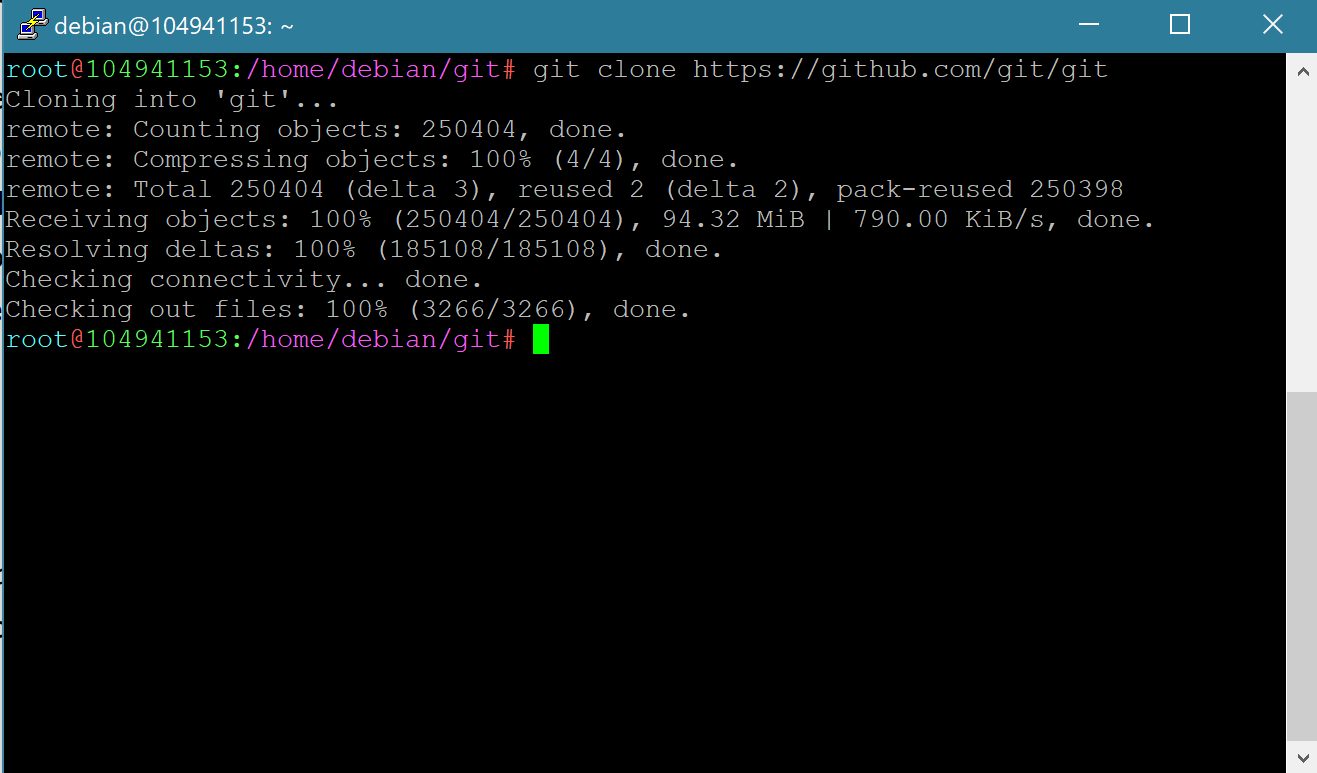 debian@104941153: ~
root@104941153:/home/debian/git# git clone https://github.com/git/git
Cloning into 'git'...
remote: Counting objects: 250404, done.
remote: Compressing objects: 100% (4/4), done.
remote: Total 250404 (delta 3), reused 2 (delta 2), pack-reused 250398
Receiving objects: 100% (250404/250404), 94.32 MiB | 790.00 KiB/s, done.
Resolving deltas: 100% (185108/185108), done.
Checking connectivity... done.
Checking out files: 100% (3266/3266), done.
root@104941153:/home/debian/git#